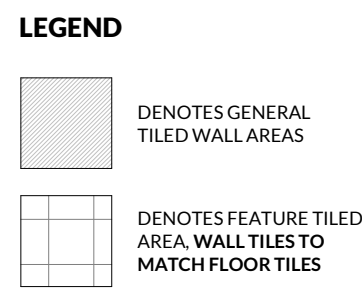 LEGEND
DENOTES GENERAL
TILED WALL AREAS
DENOTES FEATURE TILED
AREA, WALL TILES TO
MATCH FLOOR TILES